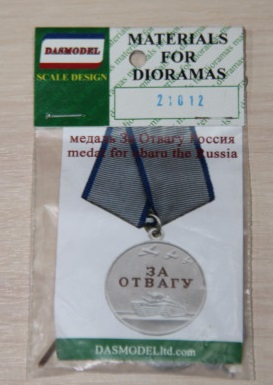 DASMODEL
SCALE DESIGN
MATERIALS
FOR
DIORAMAS
21012
медаль За Отвагу Россия
medal for abaru the Russia
ЗА
ОТВАГУ
DASMODELltd.com